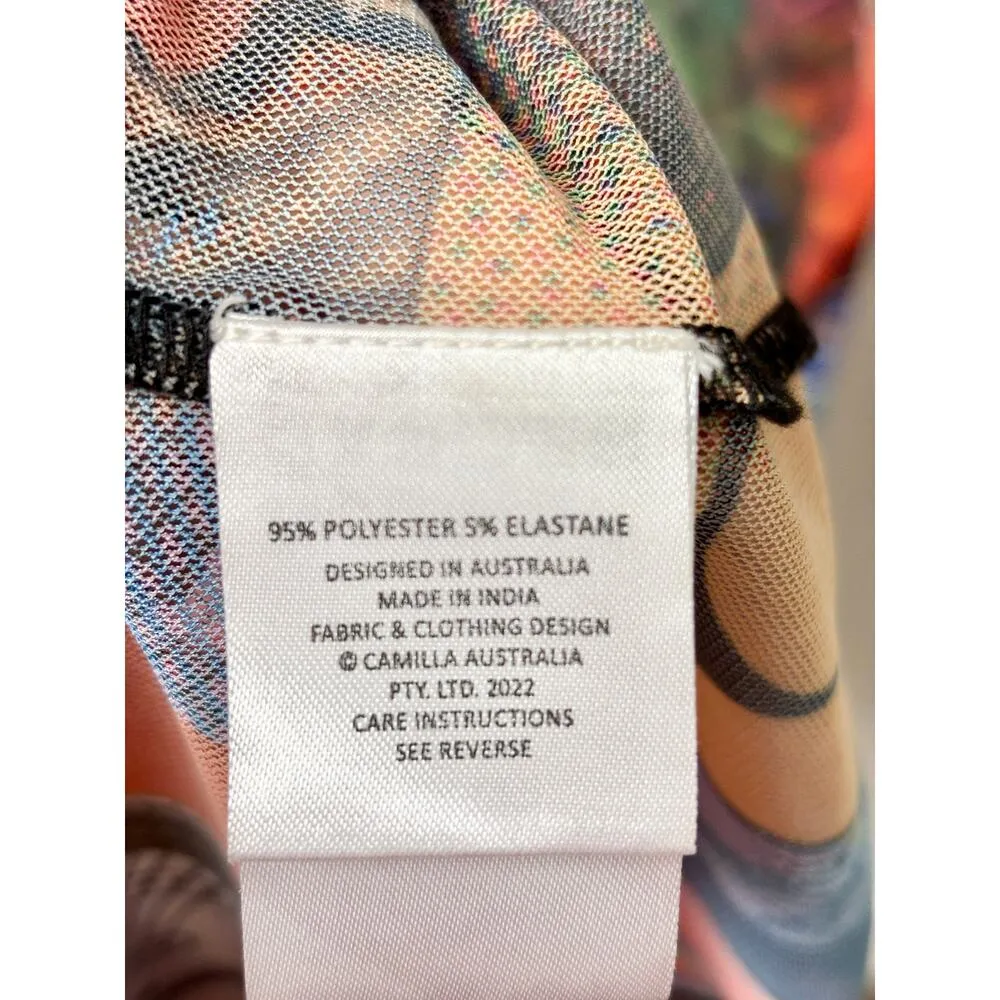 95% POLYESTER 5% ELASTANE
DESIGNED IN AUSTRALIA
MADE IN INDIA
FABRIC & CLOTHING DESIGN
© CAMILLA AUSTRALIA
PTY. LTD. 2022
CARE INSTRUCTIONS
SEE REVERSE